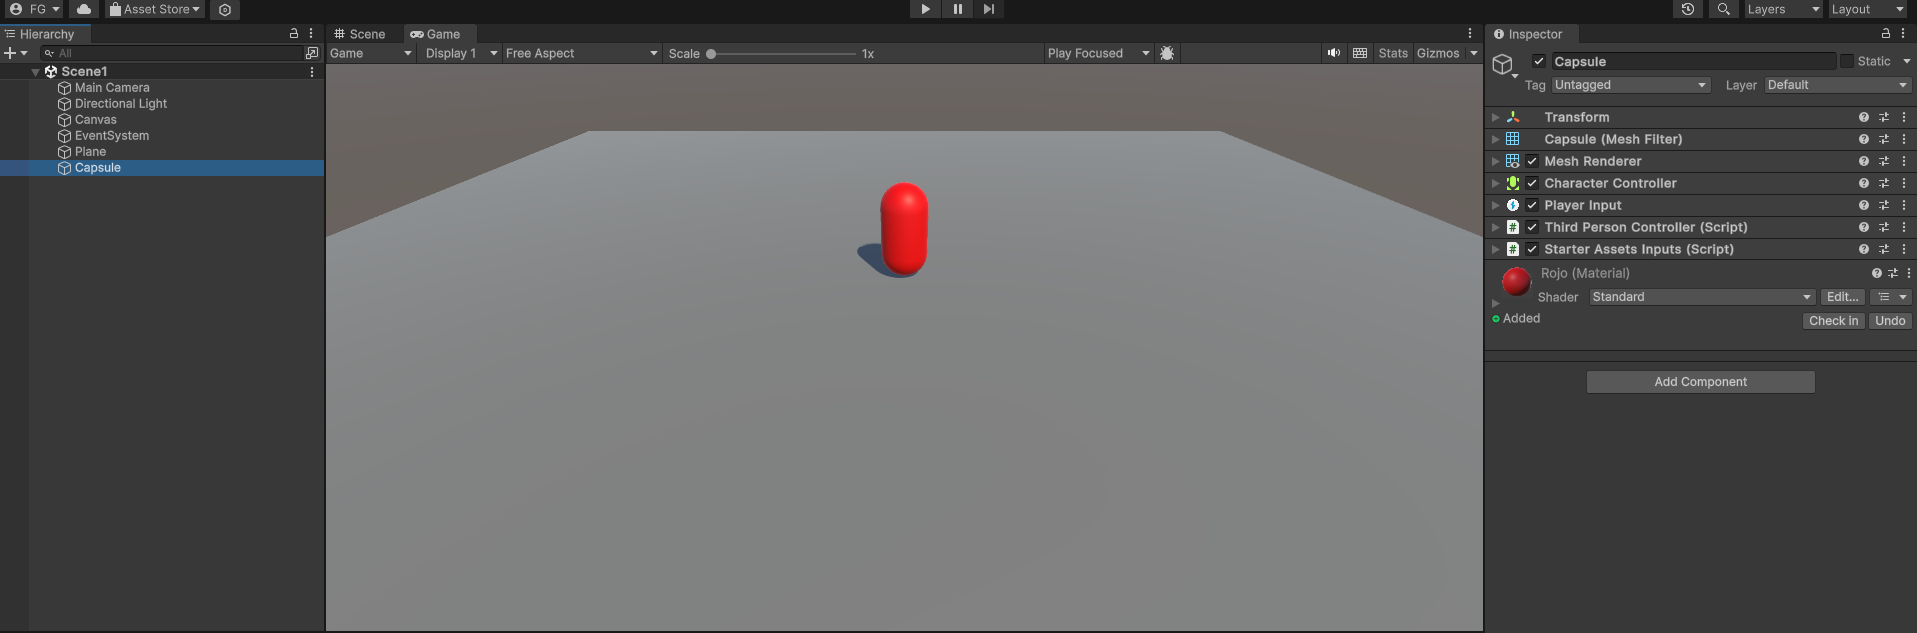 FG
Asset Store
Layers
Layout
Hierarchy
All
Scene1
Main Camera
Directional Light
Canvas
EventSystem
Plane
Capsule
Scene
Game
Game
Display 1
Free Aspect
Scale
1x
Play Focused
Stats
Gizmos
Inspector
Capsule
Static
Tag
Untagged
Layer
Default
Transform
Capsule (Mesh Filter)
Mesh Renderer
Character Controller
Player Input
Third Person Controller (Script)
Starter Assets Inputs (Script)
Rojo (Material)
Shader
Standard
Edit...
Added
Check in
Undo
Add Component